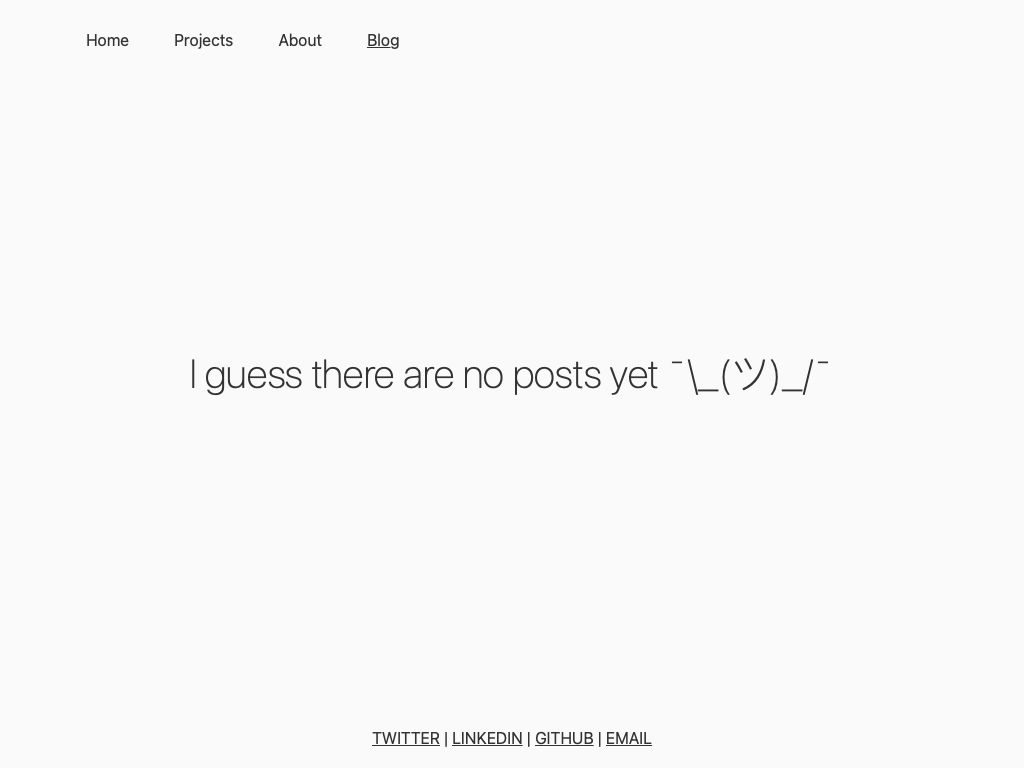 Home Projects About Blog
I guess there are no posts yet ¯\_(ツ)_/¯
TWITTER | LINKEDIN | GITHUB | EMAIL